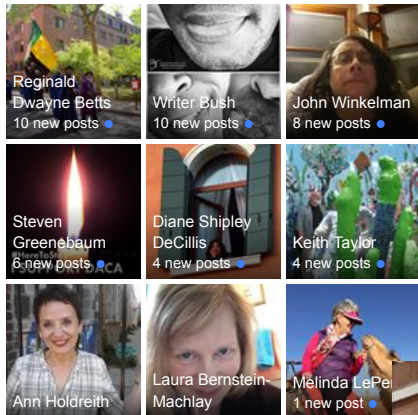 Reginald
Dwayne Betts
10 new posts
Writer Bush
10 new posts
John Winkelman
8 new posts
Steven
Greenebaum
6 new posts
Diane Shipley
DeCillis
4 new posts
Keith Taylor
4 new posts
Ann Holdreith
Laura Bernstein-
Machlay
Melinda LePe
1 new post